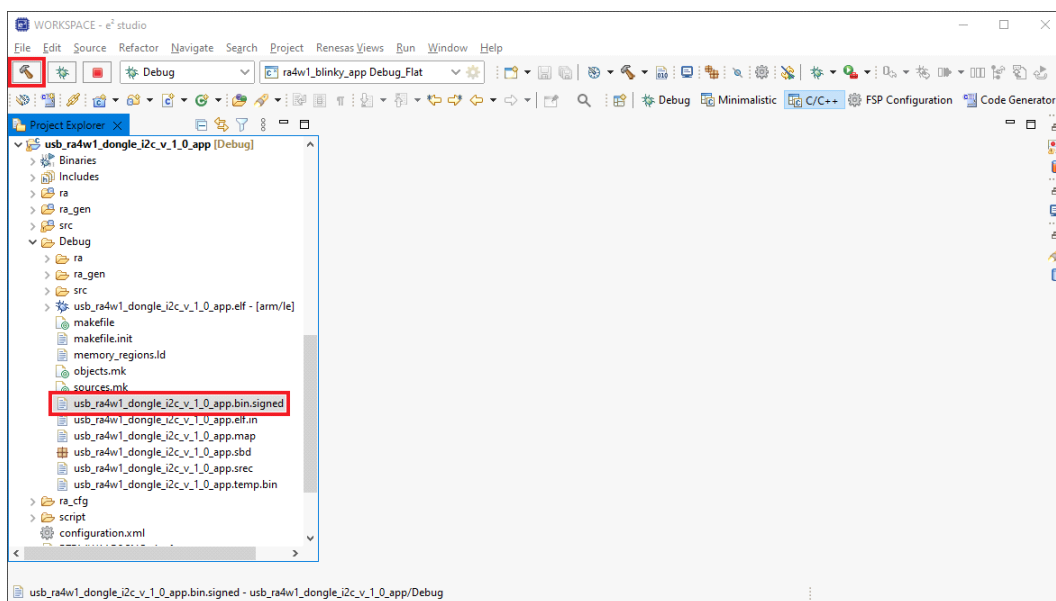 WORKSPACE - e² studio
File Edit Source Refactor Navigate Search Project Renesas Views Run Window Help
Debug ra4w1_blinky_app Debug_Flat
Debug Minimalistic C/C++ FSP Configuration Code Generator
Project Explorer
usb_ra4w1_dongle_i2c_v_1_0_app [Debug]
Binaries
Includes
ra
ra_gen
src
Debug
ra
ra_gen
src
usb_ra4w1_dongle_i2c_v_1_0_app.elf - [arm/le]
makefile
makefile.init
memory_regions.ld
objects.mk
sources.mk
usb_ra4w1_dongle_i2c_v_1_0_app.bin.signed
usb_ra4w1_dongle_i2c_v_1_0_app.elf.in
usb_ra4w1_dongle_i2c_v_1_0_app.map
usb_ra4w1_dongle_i2c_v_1_0_app.sbd
usb_ra4w1_dongle_i2c_v_1_0_app.srec
usb_ra4w1_dongle_i2c_v_1_0_app.temp.bin
ra_cfg
script
configuration.xml
usb_ra4w1_dongle_i2c_v_1_0_app.bin.signed - usb_ra4w1_dongle_i2c_v_1_0_app/Debug